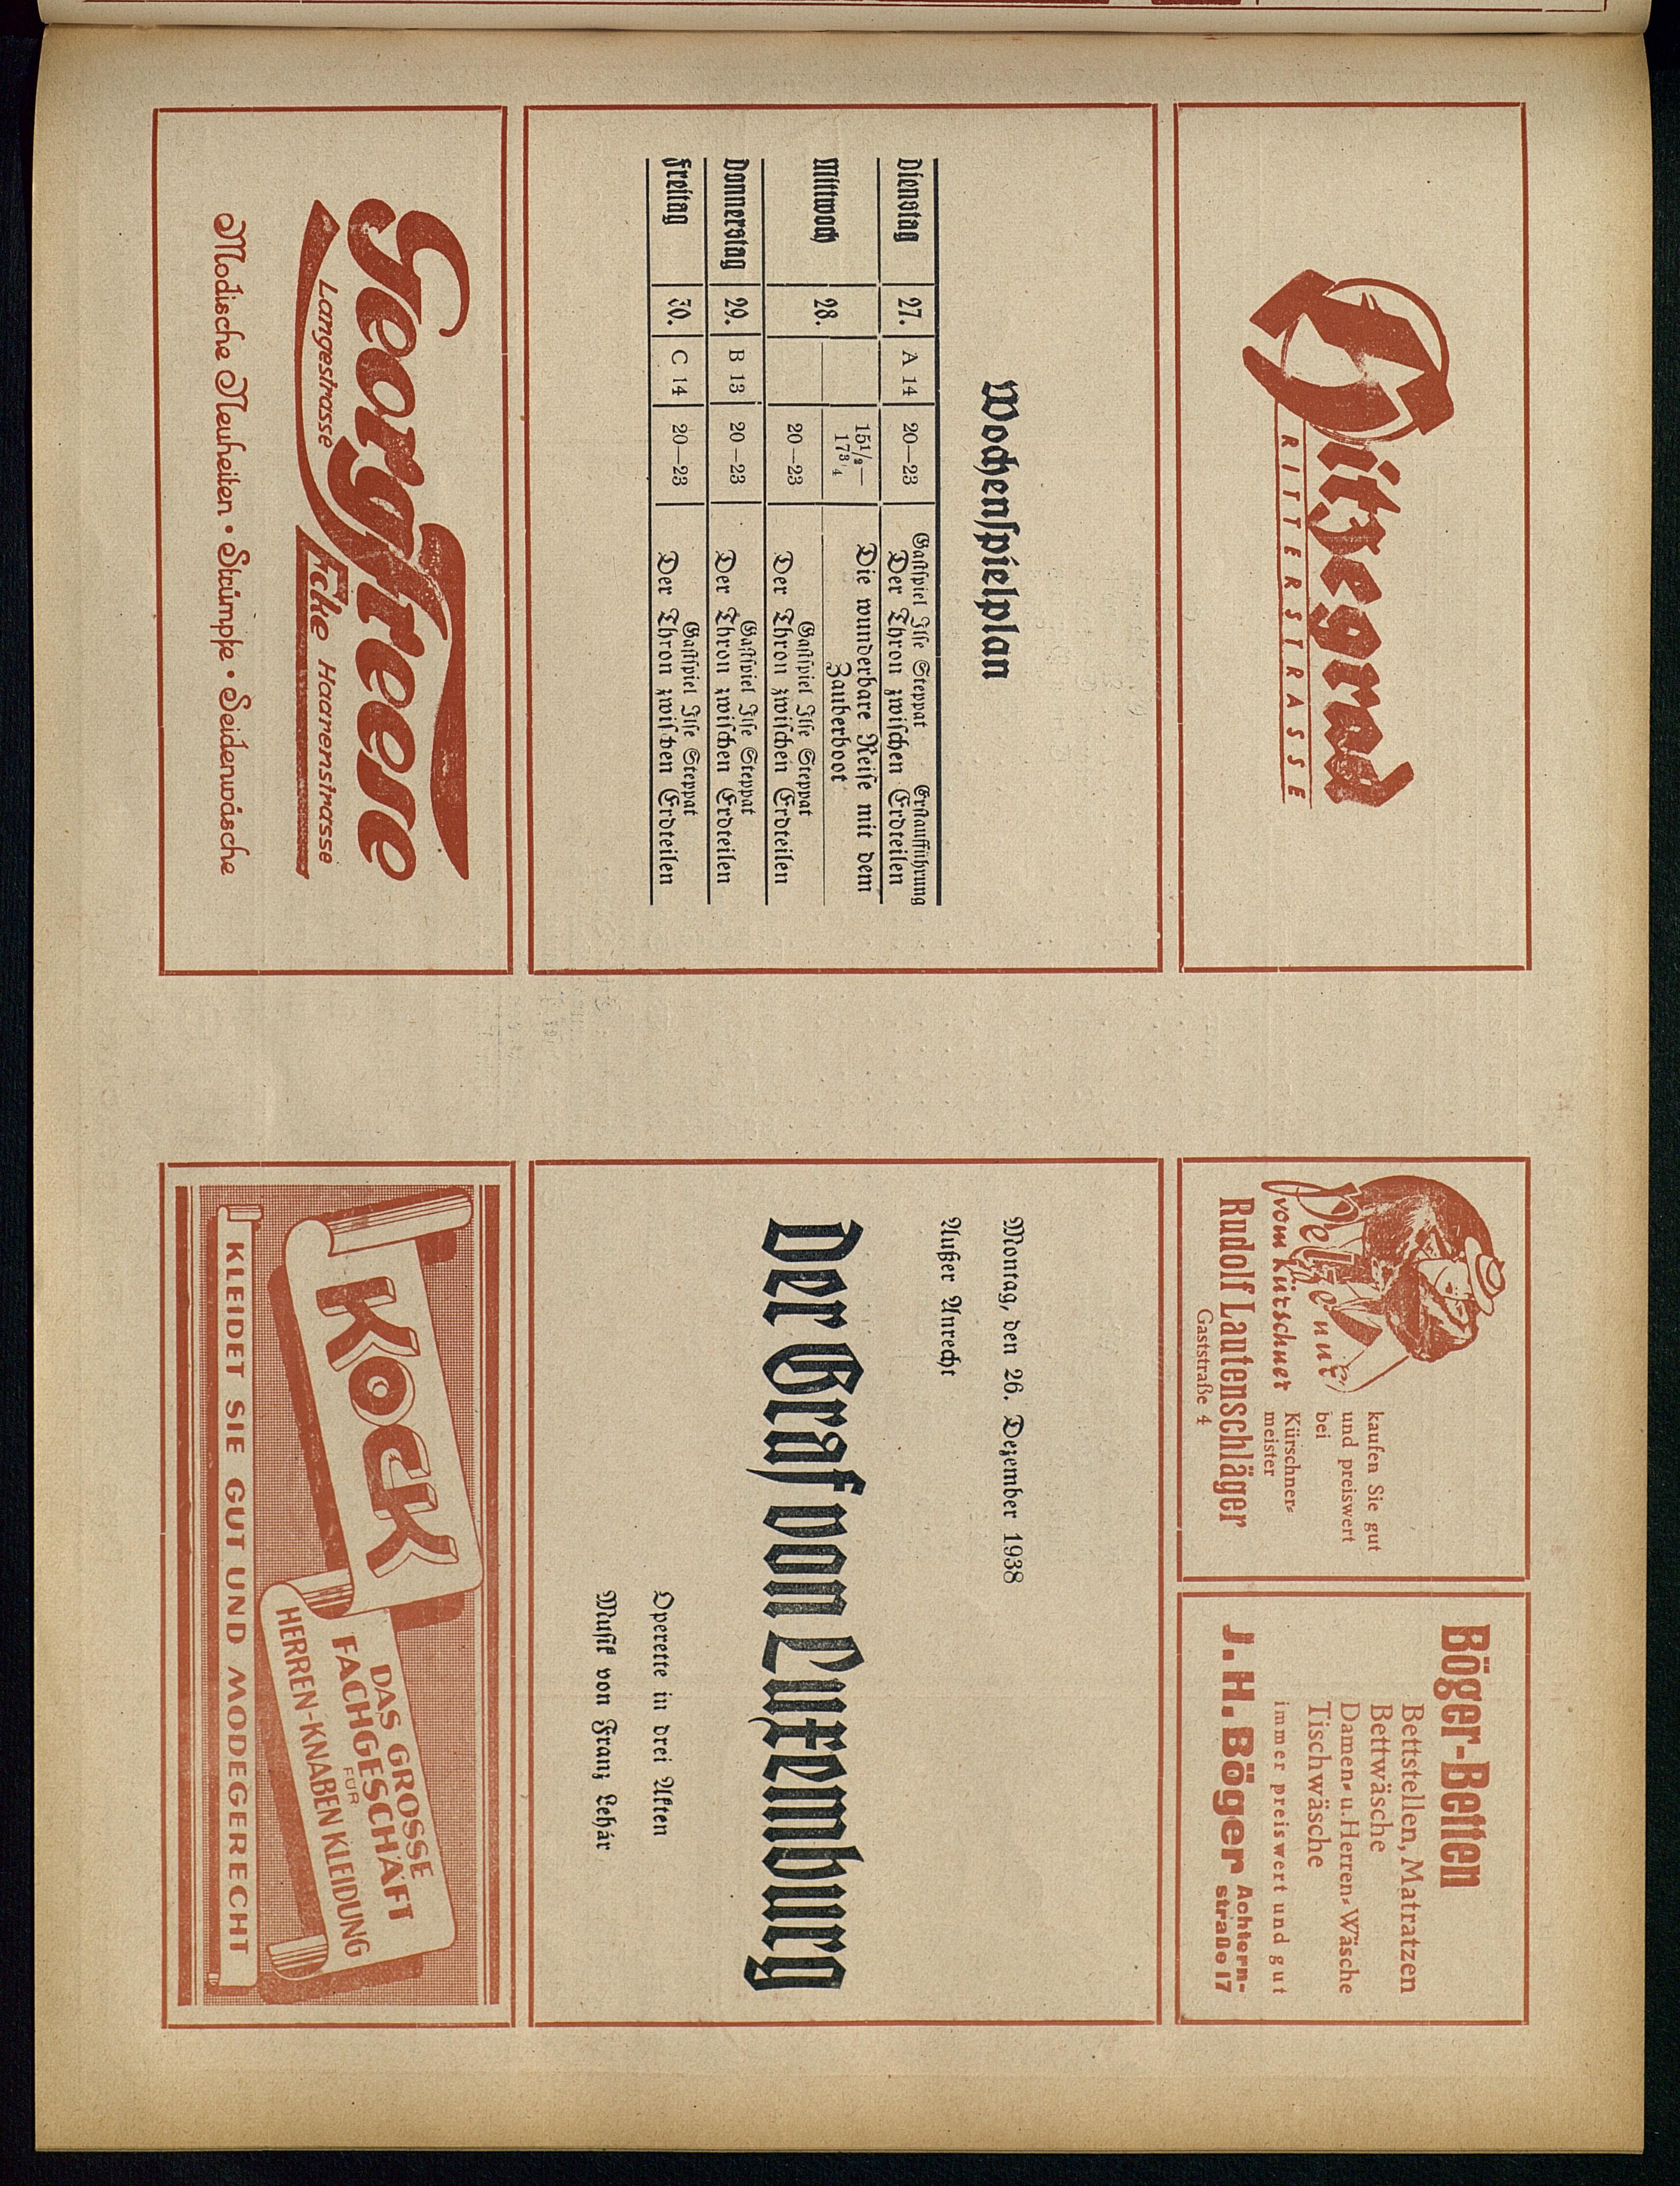 Hitzegrad
RITTERSTRASSE
Wochenspielplan
Dienstag 27. A 14 20—23 Gastspiel Ilse Steppat Erstaufführung
Der Thron zwischen Erdteilen
Mittwoch 28. 15½— 17¾ Die wunderbare Reise mit dem
Zauberboot
20—23 Gastspiel Ilse Steppat
Der Thron zwischen Erdteilen
Donnerstag 29. B 13 20—23 Gastspiel Ilse Steppat
Der Thron zwischen Erdteilen
Freitag 30. C 14 20—23 Gastspiel Ilse Steppat
Der Thron zwischen Erdteilen
Georg Freese
Langestrasse Ecke Haarenstrasse
Modische Neuheiten • Strümpfe • Seidenwäsche
Pelze nur
vom Kürschner
kaufen Sie gut
und preiswert
bei
Kürschner-
meister
Rudolf Lautenschläger
Gaststraße 4
Böger-Betten
Bettstellen, Matratzen
Bettwäsche
Damen- u. Herren-Wäsche
Tischwäsche
immer preiswert und gut
J. H. Böger Achtern-
straße 17
Montag, den 26. Dezember 1938
Außer Anrecht
Der Graf von Luxemburg
Operette in drei Akten
Musik von Franz Lehár
KOCK
DAS GROSSE
FACHGESCHÄFT
FÜR
HERREN-KNABENKLEIDUNG
KLEIDET SIE GUT UND MODEGERECHT